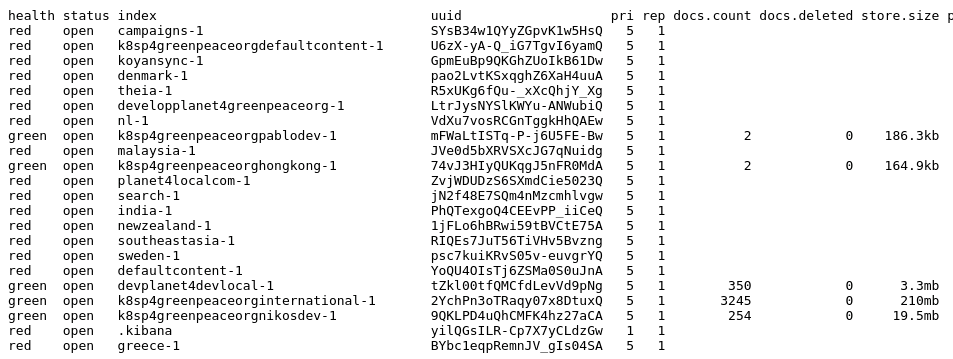 health status index uuid pri rep docs.count docs.deleted store.size p
red open campaigns-1 SYsB34w1QYyZGpvK1w5HsQ 5 1
red open k8sp4greenpeaceorgdefaultcontent-1 U6zX-yA-Q_iG7TgvI6yamQ 5 1
red open koyansync-1 GpmEuBp9QKGhZUoIkB61Dw 5 1
red open denmark-1 pao2LvtKSxqghZ6XaH4uuA 5 1
red open theia-1 R5xUKg6fQu-_xXcQhjY_Xg 5 1
red open developplanet4greenpeaceorg-1 LtrJysNYSlKWYu-ANWubiQ 5 1
red open nl-1 VdXu7vosRCGnTggkHhQAEw 5 1
green open k8sp4greenpeaceorgpablodev-1 mFWaLtISTq-P-j6U5FE-Bw 5 1 2 0 186.3kb
red open malaysia-1 JVe0d5bXRVSXcJG7qNuidg 5 1
green open k8sp4greenpeaceorghongkong-1 74vJ3HIyQUKqgJ5nFR0MdA 5 1 2 0 164.9kb
red open planet4localcom-1 ZvjWDUDzS6SXmdCie5023Q 5 1
red open search-1 jN2f48E7SQm4nMzcmhlvgw 5 1
red open india-1 PhQTexgoQ4CEEvPP_iiCeQ 5 1
red open newzealand-1 1jFLo6hBRwi59tBVCtE75A 5 1
red open southeastasia-1 RIQEs7JuT56TiVHv5Bvzng 5 1
red open sweden-1 psc7kuiKRvS05v-euvgrYQ 5 1
red open defaultcontent-1 YoQU4OIsTj6ZSMa0S0uJnA 5 1
green open devplanet4devlocal-1 tZkl00tfQMCfdLevVd9pNg 5 1 350 0 3.3mb
green open k8sp4greenpeaceorginternational-1 2YchPn3oTRaqy07x8DtuxQ 5 1 3245 0 210mb
green open k8sp4greenpeaceorgnikosdev-1 9QKLPD4uQhCMFK4hz27aCA 5 1 254 0 19.5mb
red open .kibana yilQGsILR-Cp7X7yCLdzGw 1 1
red open greece-1 BYbc1eqpRemnJV_gIs04SA 5 1